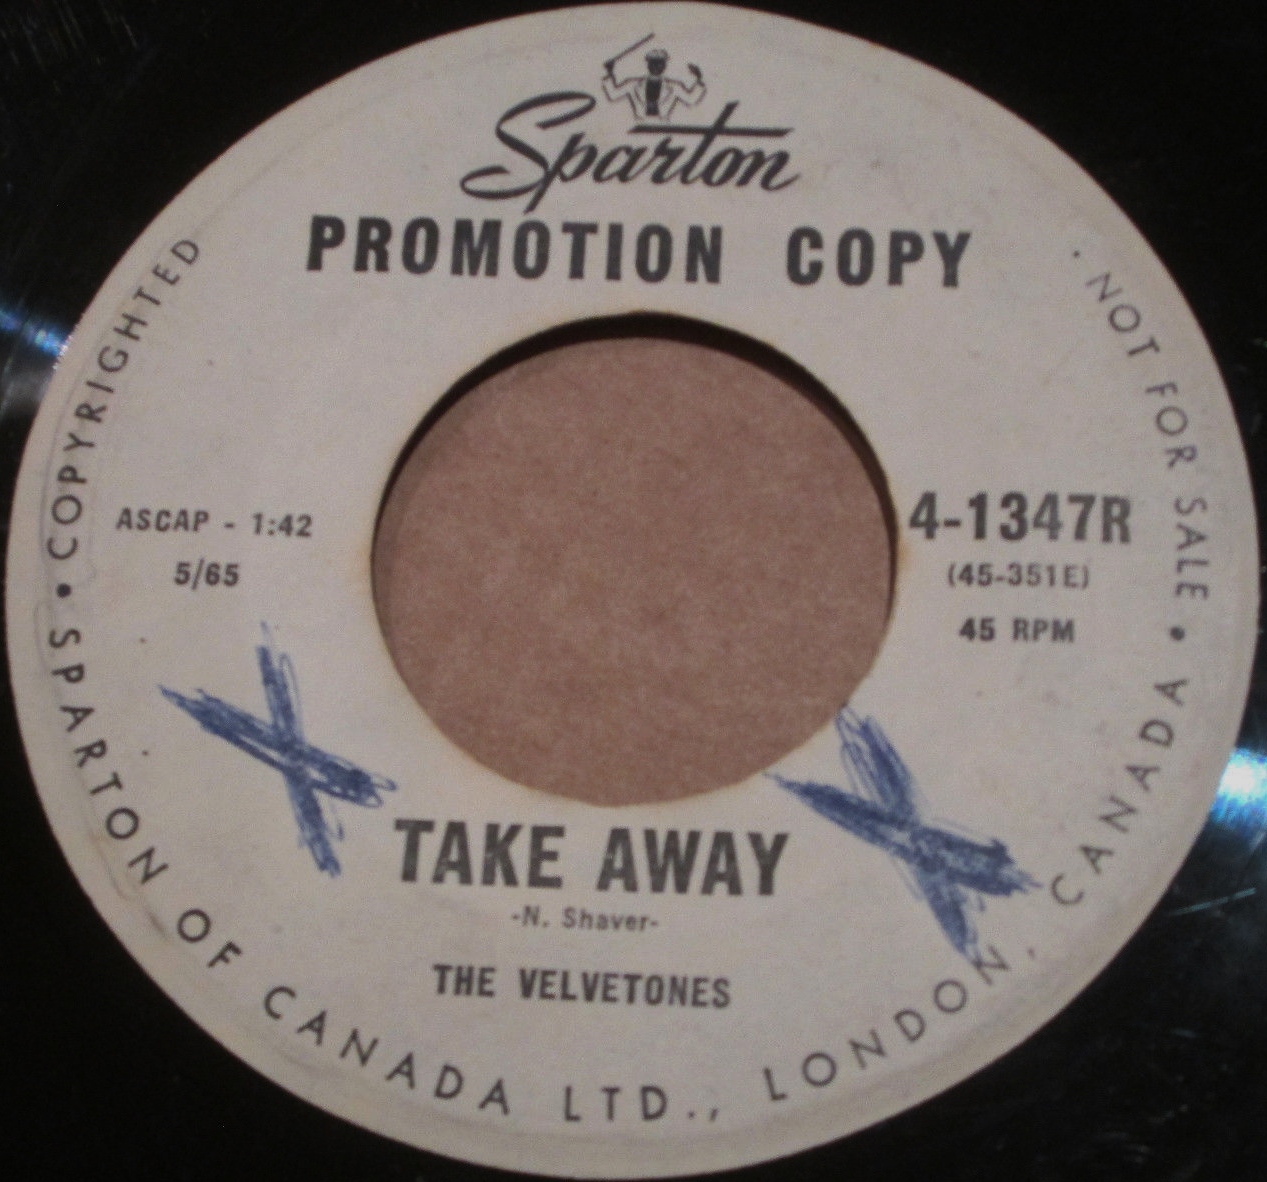 Sparton
PROMOTION COPY
ASCAP - 1:42
5/65
4-1347R
(45-351E)
45 RPM
TAKE AWAY
-N. Shaver-
THE VELVETONES
• COPYRIGHTED
• SPARTON OF CANADA LTD., LONDON, CANADA •
· NOT FOR SALE